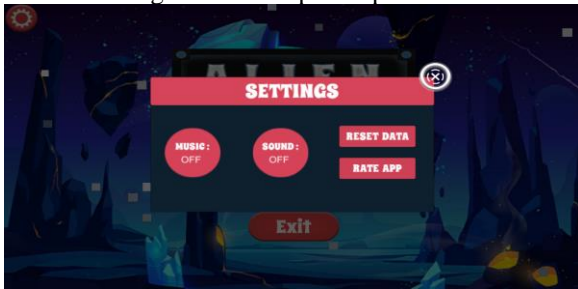 ALIEN
SETTINGS
MUSIC :
OFF
SOUND :
OFF
RESET DATA
RATE APP
Exit